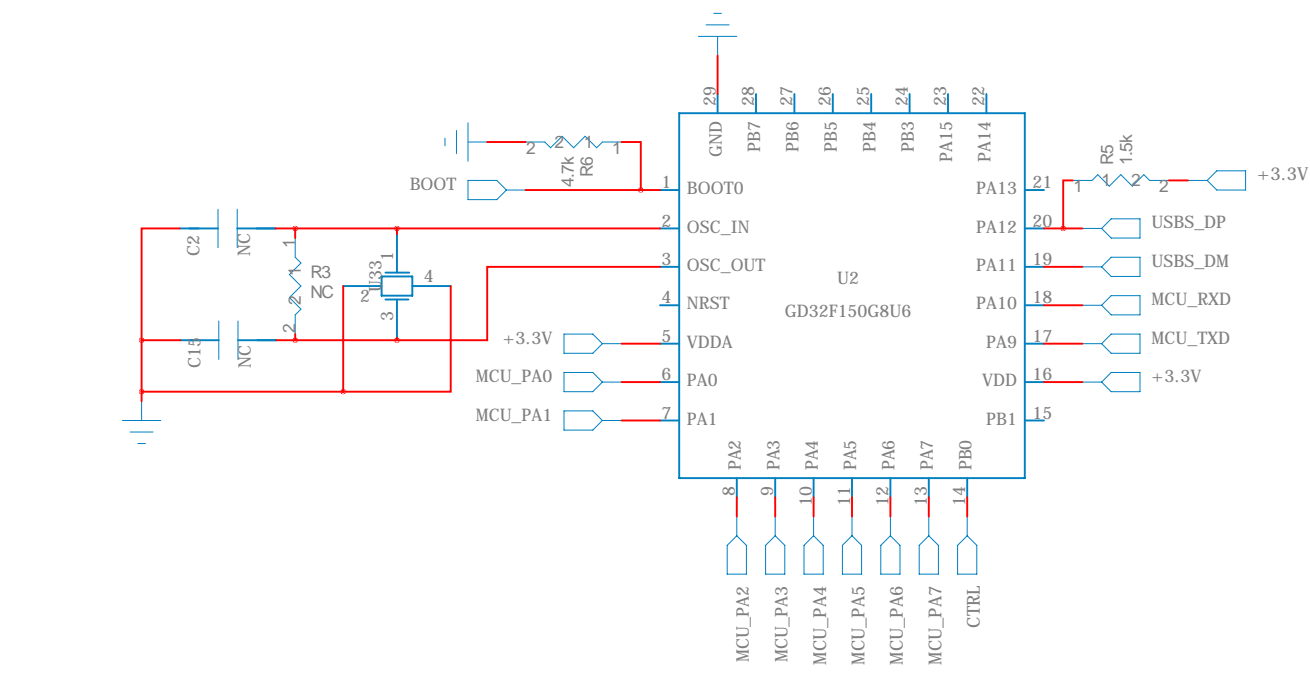 29
28
27
26
25
24
23
22
GND
PB7
PB6
PB5
PB4
PB3
PA15
PA14
2
2
1
1
4.7k
R6
BOOT
1
BOOT0
PA13
21
1
1
2
2
R5
1.5k
+3.3V
C2
NC
2
OSC_IN
PA12
20
USBS_DP
1
1
2
2
R3
NC
U33
1
2
3
4
3
OSC_OUT
PA11
19
USBS_DM
U2
GD32F150G8U6
4
NRST
PA10
18
MCU_RXD
C15
NC
+3.3V
5
VDDA
PA9
17
MCU_TXD
MCU_PA0
6
PA0
VDD
16
+3.3V
MCU_PA1
7
PA1
PB1
15
PA2
PA3
PA4
PA5
PA6
PA7
PB0
8
9
10
11
12
13
14
MCU_PA2
MCU_PA3
MCU_PA4
MCU_PA5
MCU_PA6
MCU_PA7
CTRL